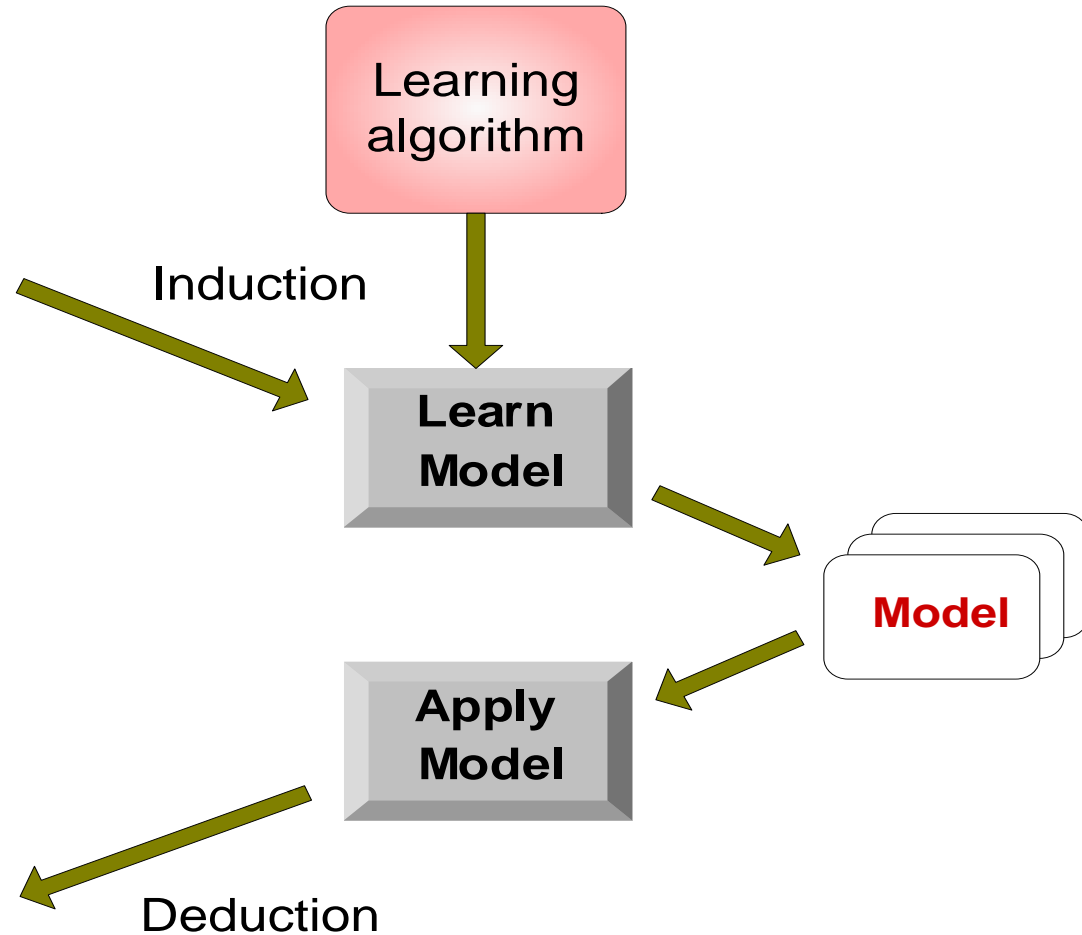 Learning
algorithm
Induction
Learn
Model
Model
Apply
Model
Deduction